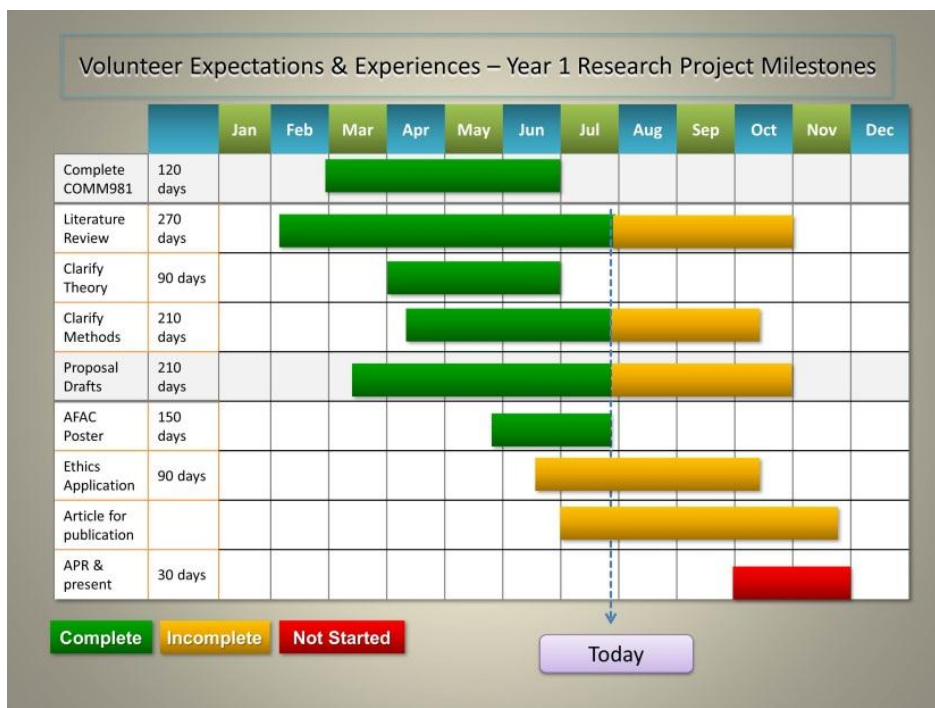 Volunteer Expectations & Experiences – Year 1 Research Project Milestones
Jan Feb Mar Apr May Jun Jul Aug Sep Oct Nov Dec
Complete 120
COMM981 days
Literature 270
Review days
Clarify
Theory 90 days
Clarify 210
Methods days
Proposal 210
Drafts days
AFAC 150
Poster days
Ethics
Application 90 days
Article for
publication
APR &
present 30 days
Complete Incomplete Not Started
Today